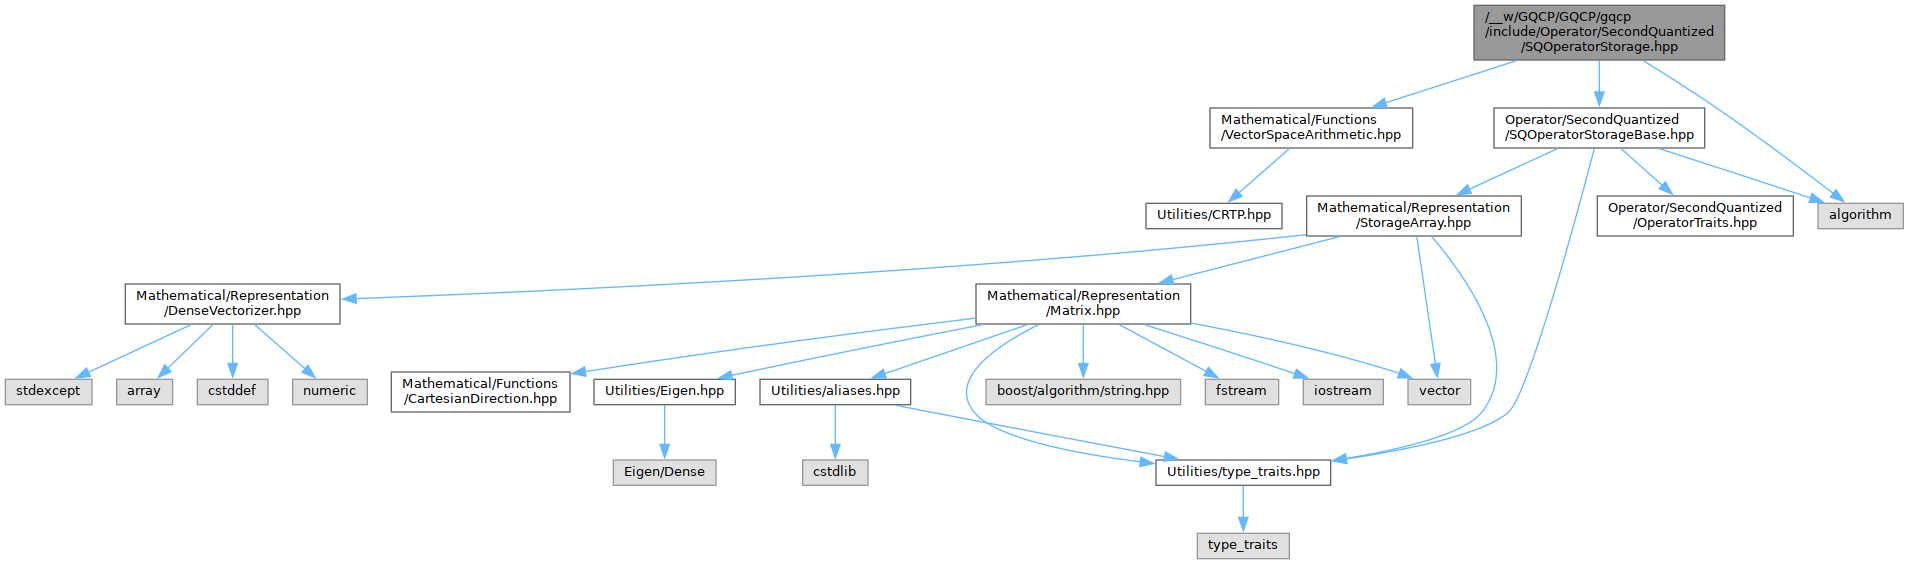 /__w/GQCP/GQCP/gqcp
/include/Operator/SecondQuantized
/SQOperatorStorage.hpp
Mathematical/Functions
/VectorSpaceArithmetic.hpp
Operator/SecondQuantized
/SQOperatorStorageBase.hpp
Utilities/CRTP.hpp
Mathematical/Representation
/StorageArray.hpp
Operator/SecondQuantized
/OperatorTraits.hpp
algorithm
Mathematical/Representation
/DenseVectorizer.hpp
Mathematical/Representation
/Matrix.hpp
stdexcept
array
cstddef
numeric
Mathematical/Functions
/CartesianDirection.hpp
Utilities/Eigen.hpp
Utilities/aliases.hpp
boost/algorithm/string.hpp
fstream
iostream
vector
Eigen/Dense
cstdlib
Utilities/type_traits.hpp
type_traits